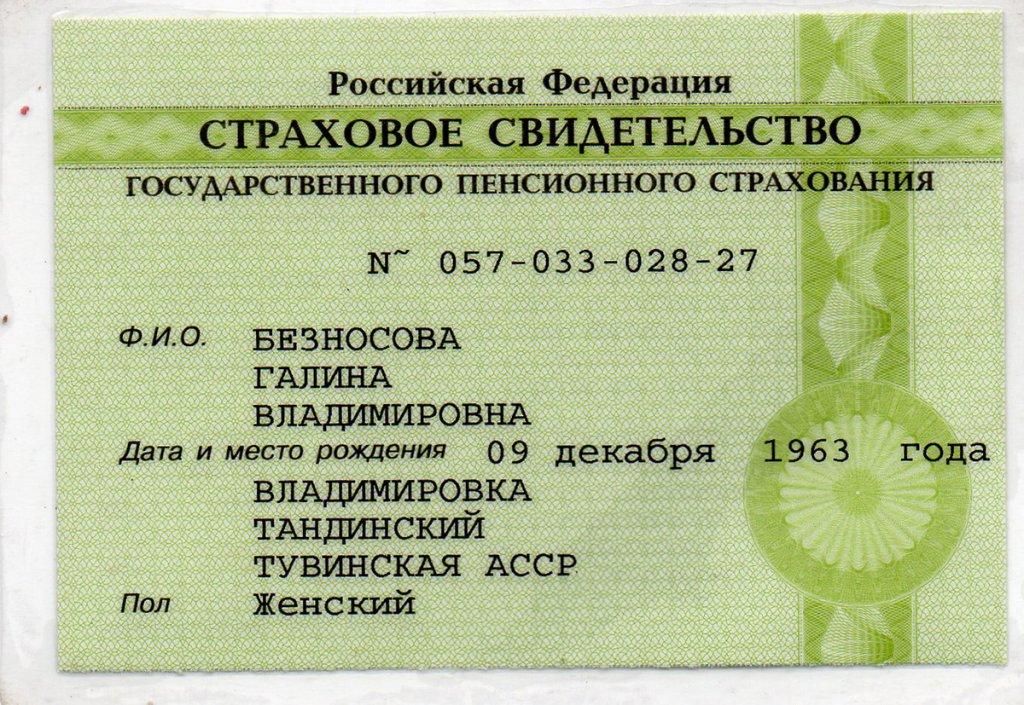 Российская Федерация
СТРАХОВОЕ СВИДЕТЕЛЬСТВО
ГОСУДАРСТВЕННОГО ПЕНСИОННОГО СТРАХОВАНИЯ
N~ 057-033-028-27
Ф.И.О. БЕЗНОСОВА
ГАЛИНА
ВЛАДИМИРОВНА
Дата и место рождения 09 декабря 1963 года
ВЛАДИМИРОВКА
ТАНДИНСКИЙ
ТУВИНСКАЯ АССР
Пол Женский